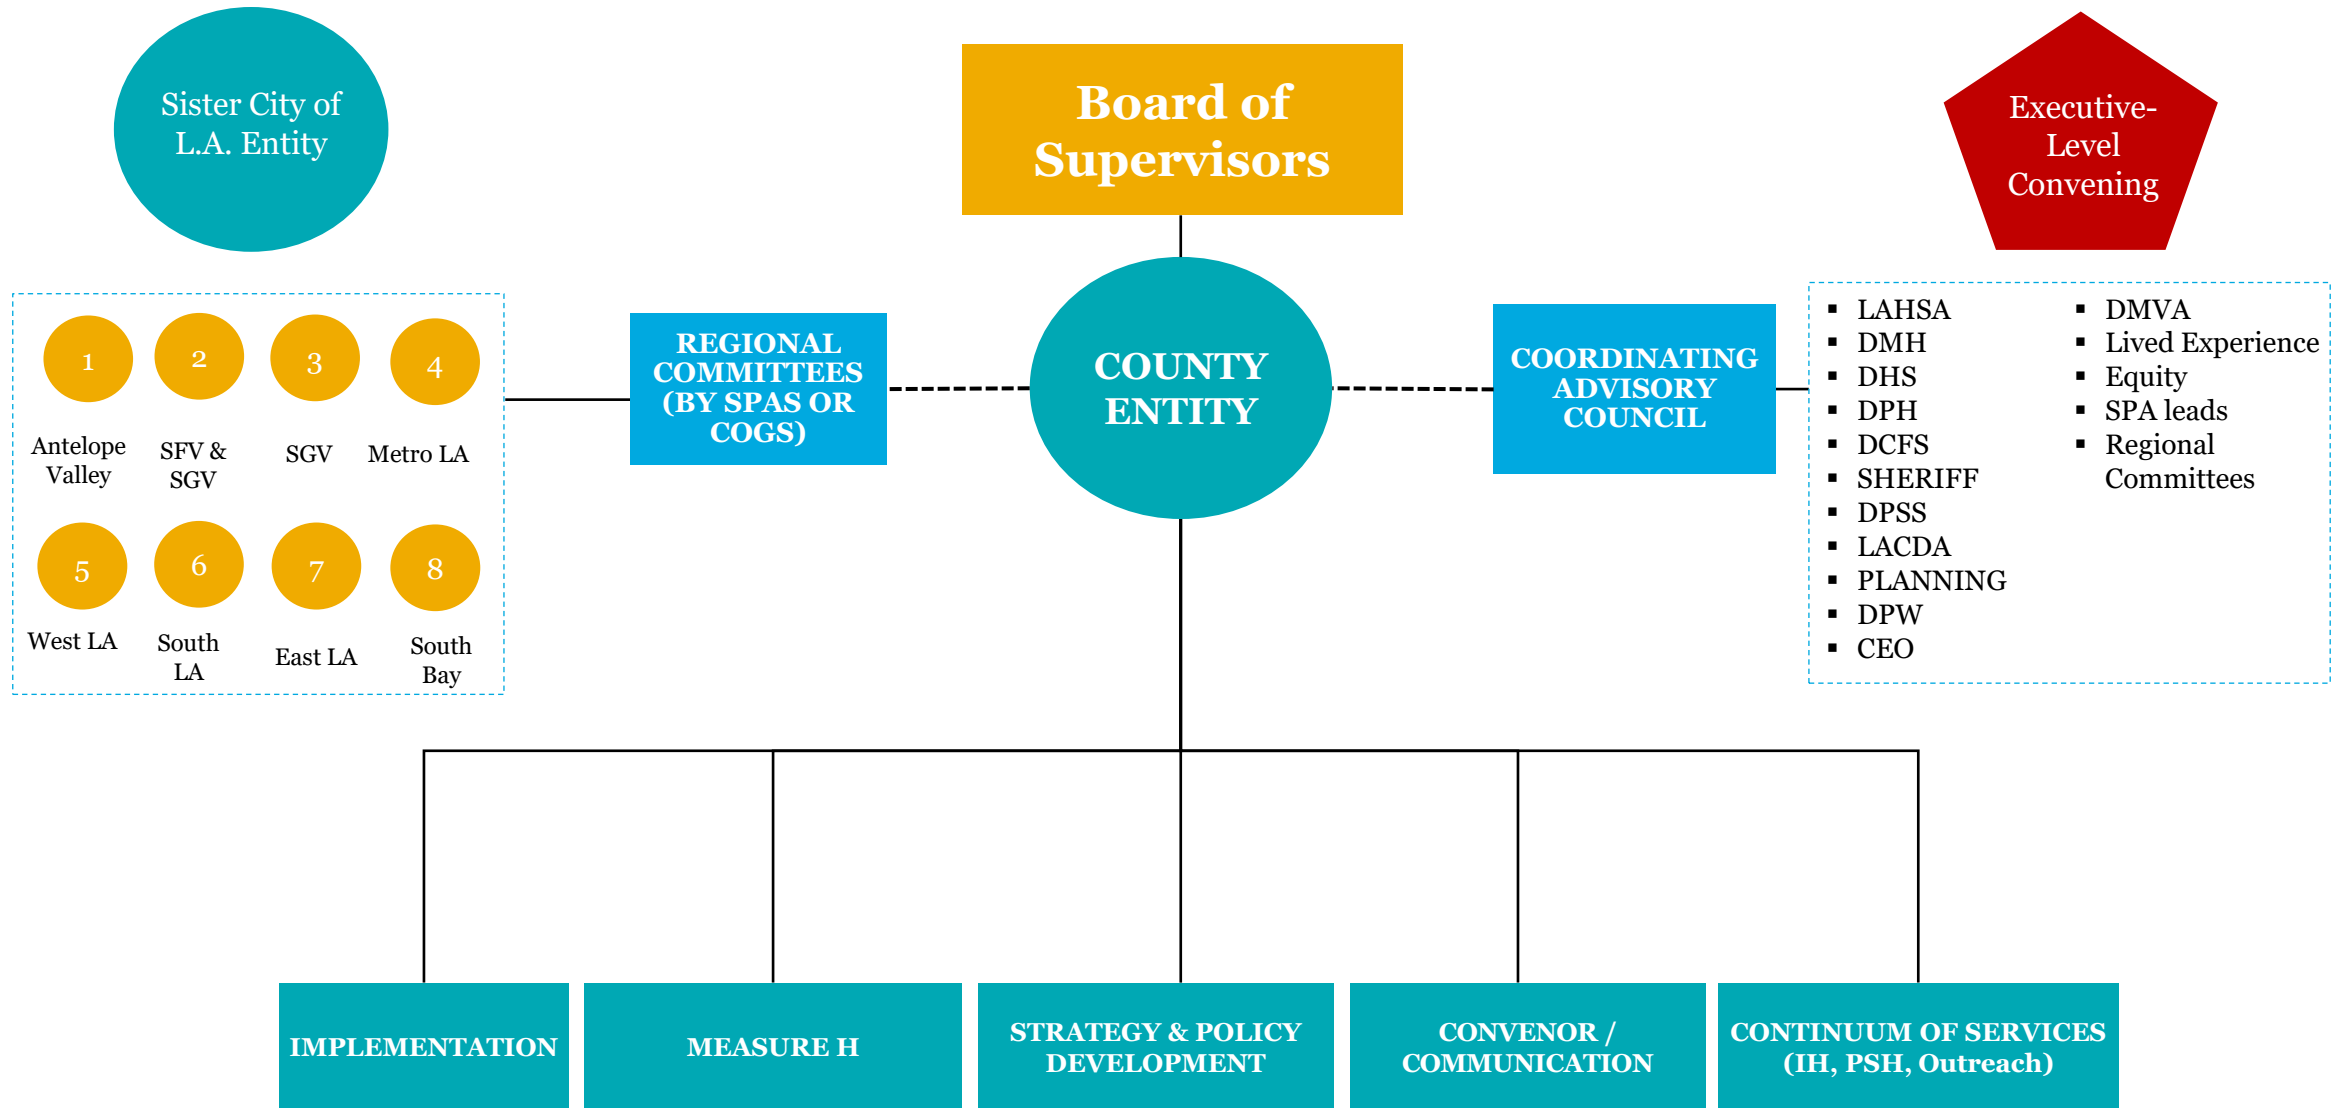 Sister City of
L.A. Entity
Board of
Supervisors
Executive-
Level
Convening
1
2
3
4
Antelope
Valley
SFV &
SGV
SGV
Metro LA
5
6
7
8
West LA
South
LA
East LA
South
Bay
REGIONAL
COMMITTEES
(BY SPAS OR
COGS)
COUNTY
ENTITY
COORDINATING
ADVISORY
COUNCIL
▪ LAHSA
▪ DMH
▪ DHS
▪ DPH
▪ DCFS
▪ SHERIFF
▪ DPSS
▪ LACDA
▪ PLANNING
▪ DPW
▪ CEO
▪ DMVA
▪ Lived Experience
▪ Equity
▪ SPA leads
▪ Regional
Committees
IMPLEMENTATION
MEASURE H
STRATEGY & POLICY
DEVELOPMENT
CONVENOR /
COMMUNICATION
CONTINUUM OF SERVICES
(IH, PSH, Outreach)